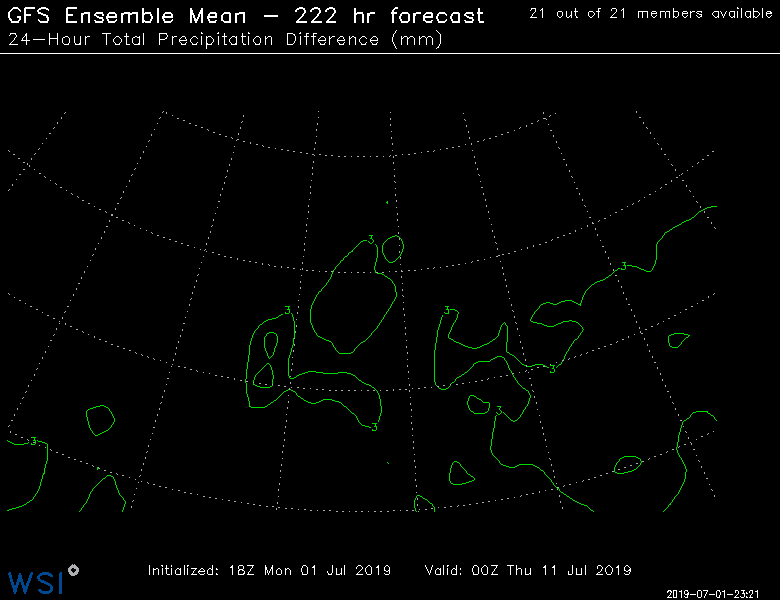 GFS Ensemble Mean - 222 hr forecast
21 out of 21 members available
24-Hour Total Precipitation Difference (mm)
3
3
3
3
3
3
3
3
Initialized: 18Z Mon 01 Jul 2019
Valid: 00Z Thu 11 Jul 2019
WSI
2019-07-01-23:21